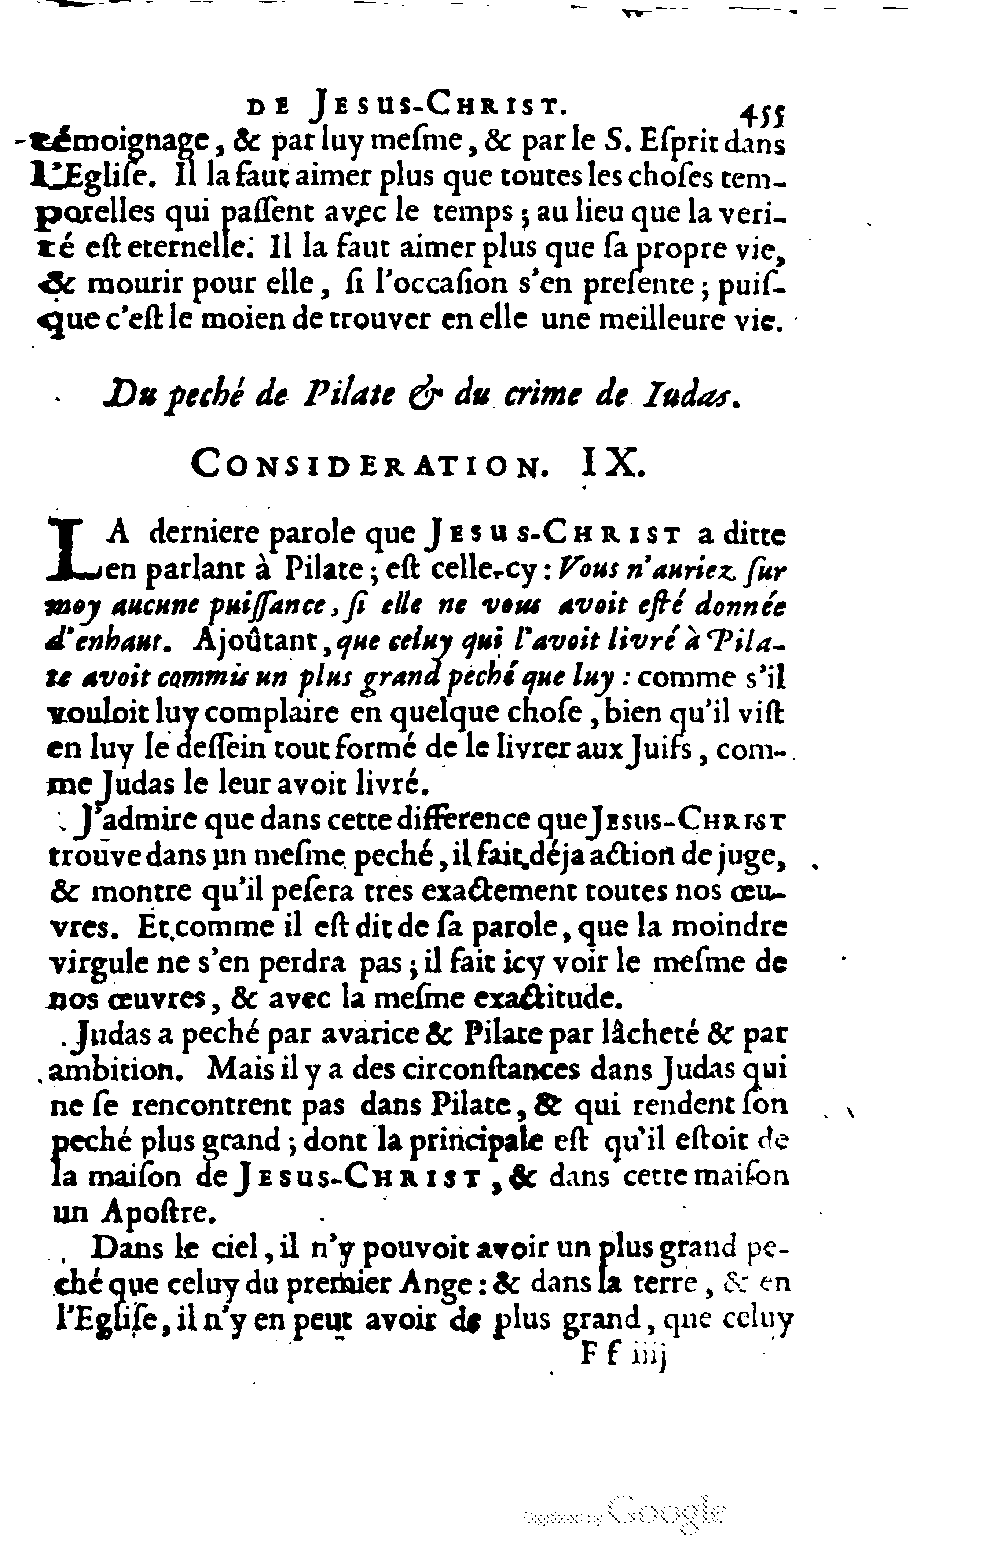 DE JESUS-CHRIST. 455
témoignage, & par luy meſme, & par le S. Eſprit dans
L'Egliſe. Il la faut aimer plus que toutes les choſes tem-
porelles qui paſſent avec le temps; au lieu que la veri-
té eſt eternelle. Il la faut aimer plus que ſa propre vie,
& mourir pour elle, ſi l'occaſion s'en preſente; puiſ-
que c'eſt le moien de trouver en elle une meilleure vie.
Du peché de Pilate & du crime de Iudas.
CONSIDERATION. IX.
LA derniere parole que JESUS-CHRIST a ditte
en parlant à Pilate; eſt celle-cy: Vous n'auriez ſur
moy aucune puiſſance, ſi elle ne vous avoit eſté donnée
d'enhaut. Ajoûtant, que celuy qui l'avoit livré à Pila-
te avoit commis un plus grand peché que luy: comme s'il
vouloit luy complaire en quelque choſe, bien qu'il viſt
en luy le deſſein tout formé de le livrer aux Juifs, com-
me Judas le leur avoit livré.
J'admire que dans cette difference que JESUS-CHRIST
trouve dans un meſme peché, il fait déja action de juge,
& montre qu'il peſera tres exactement toutes nos œu-
vres. Et comme il eſt dit de ſa parole, que la moindre
virgule ne s'en perdra pas; il fait icy voir le meſme de
nos œuvres, & avec la meſme exactitude.
Judas a peché par avarice & Pilate par lâcheté & par
ambition. Mais il y a des circonſtances dans Judas qui
ne ſe rencontrent pas dans Pilate, & qui rendent ſon
peché plus grand; dont la principale eſt qu'il eſtoit de
la maiſon de JESUS-CHRIST, & dans cette maiſon
un Apoſtre.
Dans le ciel, il n'y pouvoit avoir un plus grand pe-
ché que celuy du premier Ange: & dans la terre, & en
l'Egliſe, il n'y en peut avoir de plus grand, que celuy
F f iiij
Digitized by Google